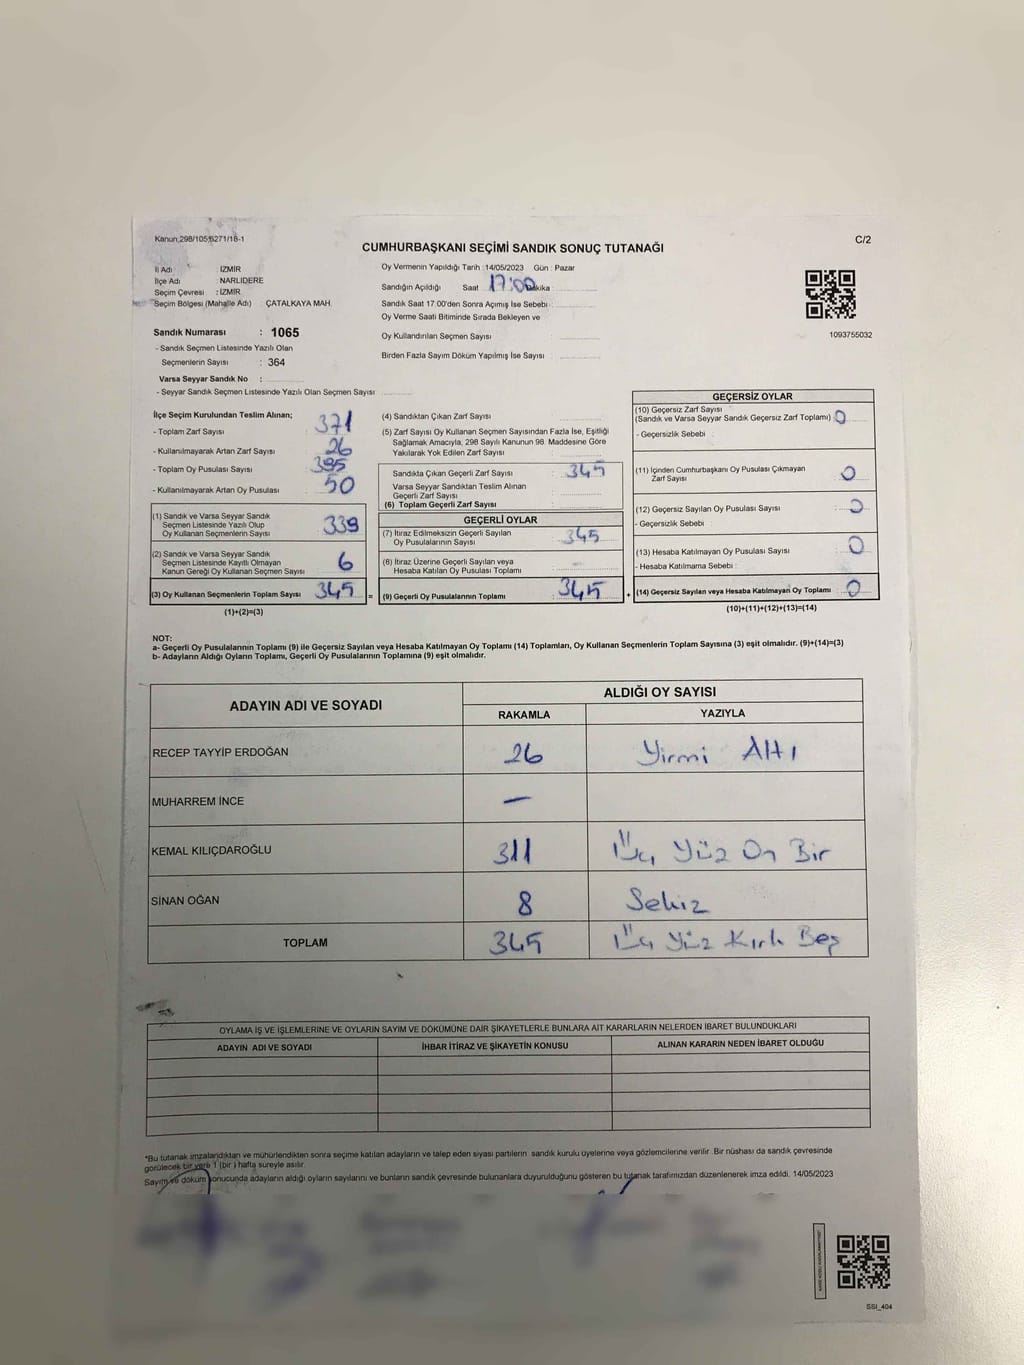 Kanun:298/105;6271/18-1
C/2
CUMHURBAŞKANI SEÇİMİ SANDIK SONUÇ TUTANAĞI
İl Adı : İZMİR
İlçe Adı : NARLIDERE
Seçim Çevresi : İZMİR
Seçim Bölgesi (Mahalle Adı) : ÇATALKAYA MAH.
Sandık Numarası : 1065
- Sandık Seçmen Listesinde Yazılı Olan
Seçmenlerin Sayısı : 364
Varsa Seyyar Sandık No :
- Seyyar Sandık Seçmen Listesinde Yazılı Olan Seçmen Sayısı
Oy Vermenin Yapıldığı Tarih :14/05/2023 Gün : Pazar
Sandığın Açıldığı Saat 17:00 Dakika :
Sandık Saat 17.00'den Sonra Açımış İse Sebebi :
Oy Verme Saati Bitiminde Sırada Bekleyen ve
Oy Kullandırılan Seçmen Sayısı
Birden Fazla Sayım Döküm Yapılmış İse Sayısı
1093755032
İlçe Seçim Kurulundan Teslim Alınan;
- Toplam Zarf Sayısı : 371
- Kullanılmayarak Artan Zarf Sayısı : 26
- Toplam Oy Pusulası Sayısı : 395
- Kullanılmayarak Artan Oy Pusulası : 50
(1) Sandık ve Varsa Seyyar Sandık
Seçmen Listesinde Yazılı Olup
Oy Kullanan Seçmenlerin Sayısı 339
(2) Sandık ve Varsa Seyyar Sandık
Seçmen Listesinde Kayıtlı Olmayan
Kanun Gereği Oy Kullanan Seçmen Sayısı 6
(3) Oy Kullanan Seçmenlerin Toplam Sayısı 345 =
(1)+(2)=(3)
(4) Sandıktan Çıkan Zarf Sayısı
(5) Zarf Sayısı Oy Kullanan Seçmen Sayısından Fazla İse, Eşitliği
Sağlamak Amacıyla, 298 Sayılı Kanunun 98. Maddesine Göre
Yakılarak Yok Edilen Zarf Sayısı
Sandıkta Çıkan Geçerli Zarf Sayısı : 345
Varsa Seyyar Sandıktan Teslim Alınan
Geçerli Zarf Sayısı
(6) Toplam Geçerli Zarf Sayısı
GEÇERLİ OYLAR
(7) İtiraz Edilmeksizin Geçerli Sayılan
Oy Pusulalarının Sayısı : 345
(8) İtiraz Üzerine Geçerli Sayılan veya
Hesaba Katılan Oy Pusulası Toplamı
(9) Geçerli Oy Pusulalarının Toplamı : 345 +
GEÇERSİZ OYLAR
(10) Geçersiz Zarf Sayısı
(Sandık ve Varsa Seyyar Sandık Geçersiz Zarf Toplamı) : 0
- Geçersizlik Sebebi :
(11) İçinden Cumhurbaşkanı Oy Pusulası Çıkmayan
Zarf Sayısı : 0
(12) Geçersiz Sayılan Oy Pusulası Sayısı : 0
- Geçersizlik Sebebi
(13) Hesaba Katılmayan Oy Pusulası Sayısı : 0
- Hesaba Katılmama Sebebi :
(14) Geçersiz Sayılan veya Hesaba Katılmayan Oy Toplamı : 0
(10)+(11)+(12)+(13)=(14)
NOT:
a- Geçerli Oy Pusulalarının Toplamı (9) ile Geçersiz Sayılan veya Hesaba Katılmayan Oy Toplamı (14) Toplamları, Oy Kullanan Seçmenlerin Toplam Sayısına (3) eşit olmalıdır. (9)+(14)=(3)
b- Adayların Aldığı Oyların Toplamı, Geçerli Oy Pusulalarının Toplamına (9) eşit olmalıdır.
ADAYIN ADI VE SOYADI
ALDIĞI OY SAYISI
RAKAMLA YAZIYLA
RECEP TAYYİP ERDOĞAN 26 Yirmi Altı
MUHARREM İNCE —
KEMAL KILIÇDAROĞLU 311 Üç Yüz On Bir
SİNAN OĞAN 8 Sekiz
TOPLAM 345 Üç Yüz Kırk Beş
OYLAMA İŞ VE İŞLEMLERİNE VE OYLARIN SAYIM VE DÖKÜMÜNE DAİR ŞİKAYETLERLE BUNLARA AİT KARARLARIN NELERDEN İBARET BULUNDUKLARI
ADAYIN ADI VE SOYADI İHBAR İTİRAZ VE ŞİKAYETİN KONUSU ALINAN KARARIN NEDEN İBARET OLDUĞU
*Bu tutanak imzalandıktan ve mühürlendikten sonra seçime katılan adayların ve talep eden siyasi partilerin sandık kurulu üyelerine veya gözlemcilerine verilir. Bir nüshası da sandık çevresinde
görülecek bir yere 1 (bir ) hafta süreyle asılır.
Sayım ve döküm sonucunda adayların aldığı oyların sayılarını ve bunların sandık çevresinde bulunanlara duyurulduğunu gösteren bu tutanak tarafımızdan düzenlenerek imza edildi. 14/05/2023
SSI_404